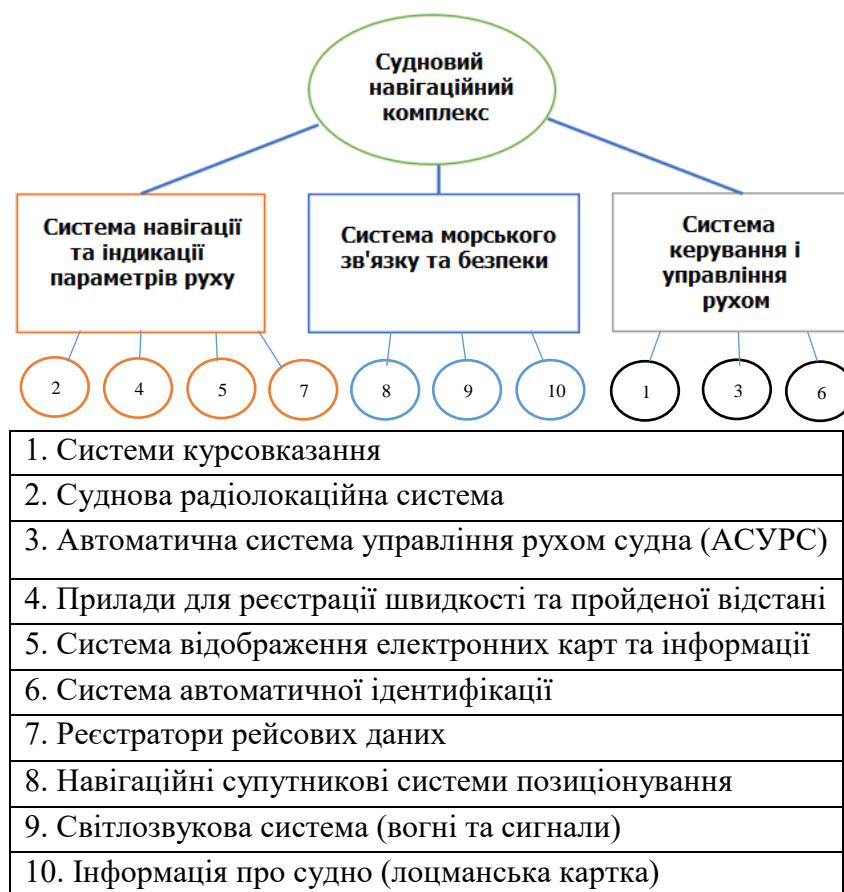 Судновий
навігаційний
комплекс
Система навігації
та індикації
параметрів руху
Система морського
зв'язку та безпеки
Система
керування і
управління
рухом
2 4 5 7 8 9 10 1 3 6
1. Системи курсовказання
2. Суднова радіолокаційна система
3. Автоматична система управління рухом судна (АСУРС)
4. Прилади для реєстрації швидкості та пройденої відстані
5. Система відображення електронних карт та інформації
6. Система автоматичної ідентифікації
7. Реєстратори рейсових даних
8. Навігаційні супутникові системи позиціонування
9. Світлозвукова система (вогні та сигнали)
10. Інформація про судно (лоцманська картка)